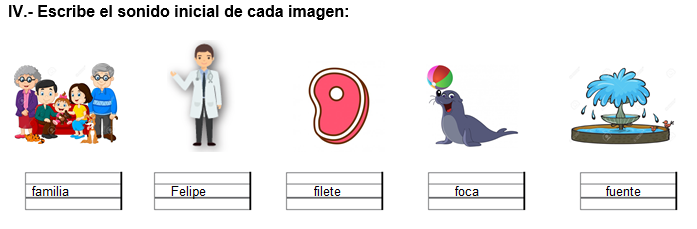 IV.- Escribe el sonido inicial de cada imagen:
familia Felipe filete foca fuente